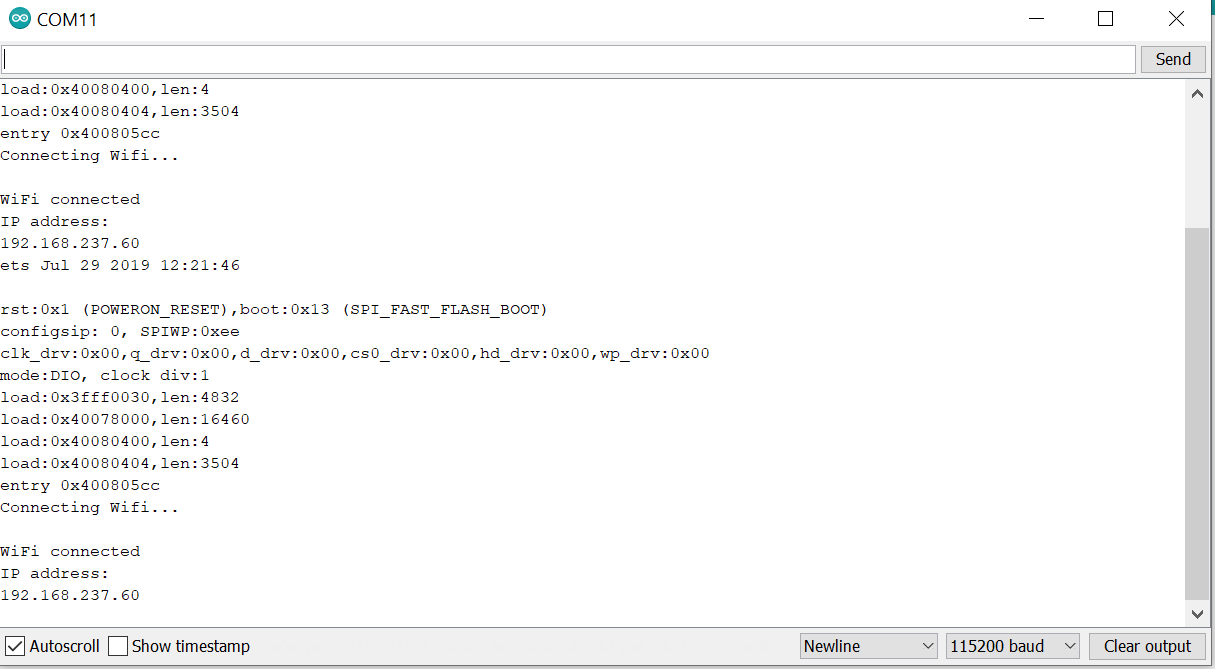 COM11
Send
load:0x40080400,len:4
load:0x40080404,len:3504
entry 0x400805cc
Connecting Wifi...
WiFi connected
IP address:
192.168.237.60
ets Jul 29 2019 12:21:46
rst:0x1 (POWERON_RESET),boot:0x13 (SPI_FAST_FLASH_BOOT)
configsip: 0, SPIWP:0xee
clk_drv:0x00,q_drv:0x00,d_drv:0x00,cs0_drv:0x00,hd_drv:0x00,wp_drv:0x00
mode:DIO, clock div:1
load:0x3fff0030,len:4832
load:0x40078000,len:16460
load:0x40080400,len:4
load:0x40080404,len:3504
entry 0x400805cc
Connecting Wifi...
WiFi connected
IP address:
192.168.237.60
Autoscroll Show timestamp Newline 115200 baud Clear output